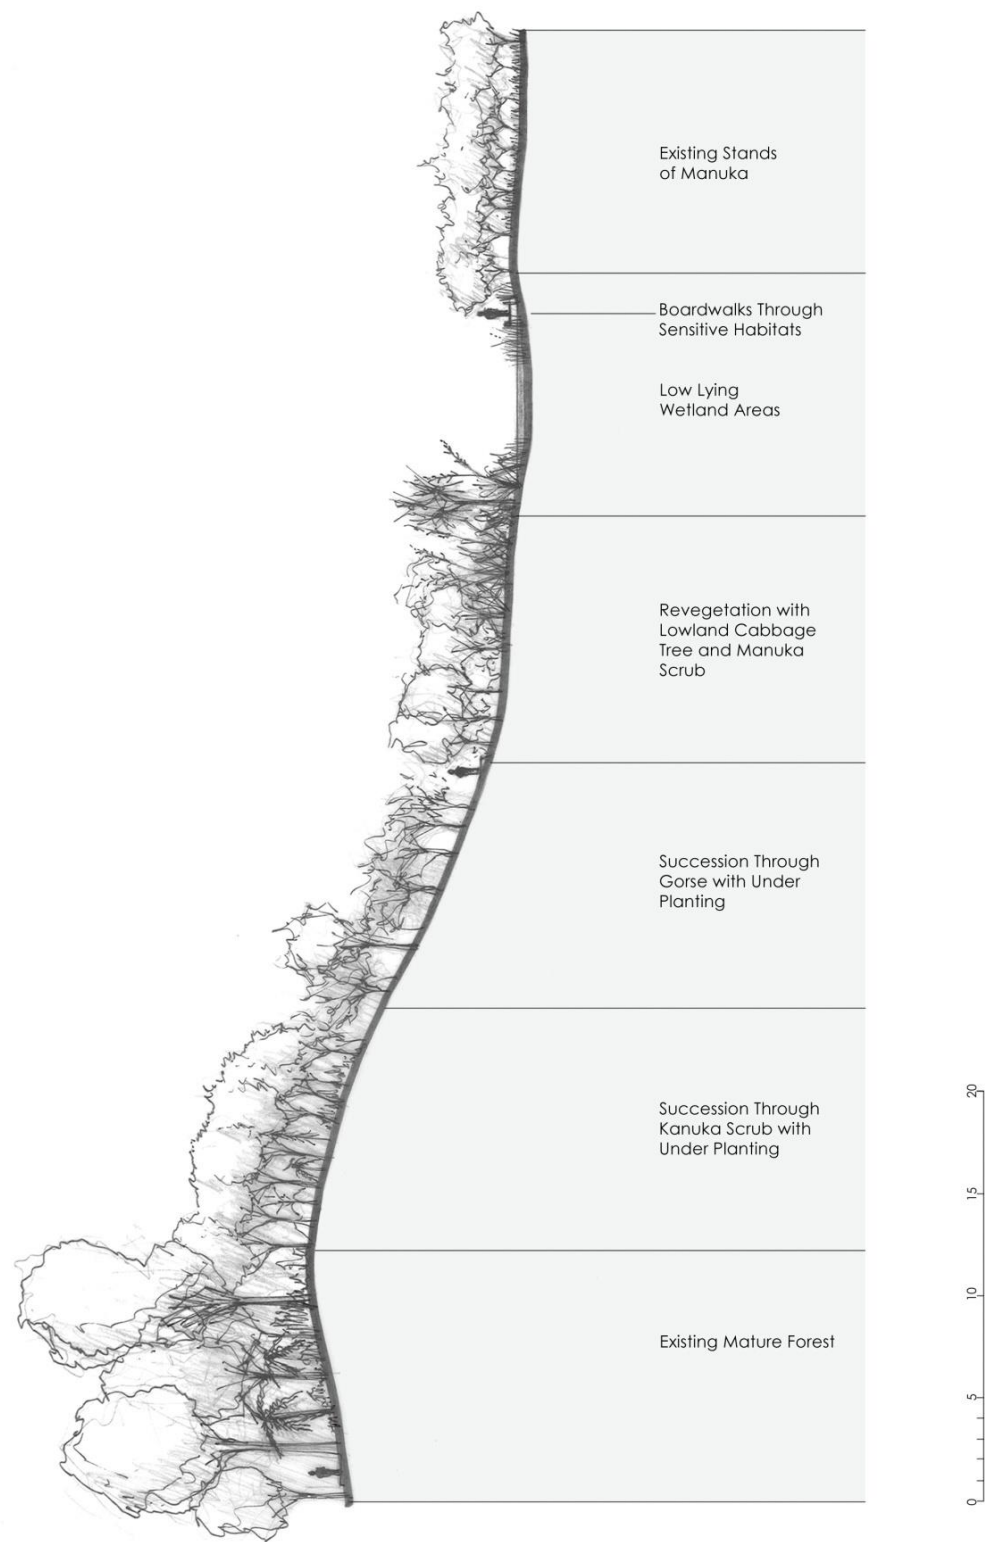 Existing Stands
of Manuka
Boardwalks Through
Sensitive Habitats
Low Lying
Wetland Areas
Revegetation with
Lowland Cabbage
Tree and Manuka
Scrub
Succession Through
Gorse with Under
Planting
Succession Through
Kanuka Scrub with
Under Planting
Existing Mature Forest
20
15
10
5
0